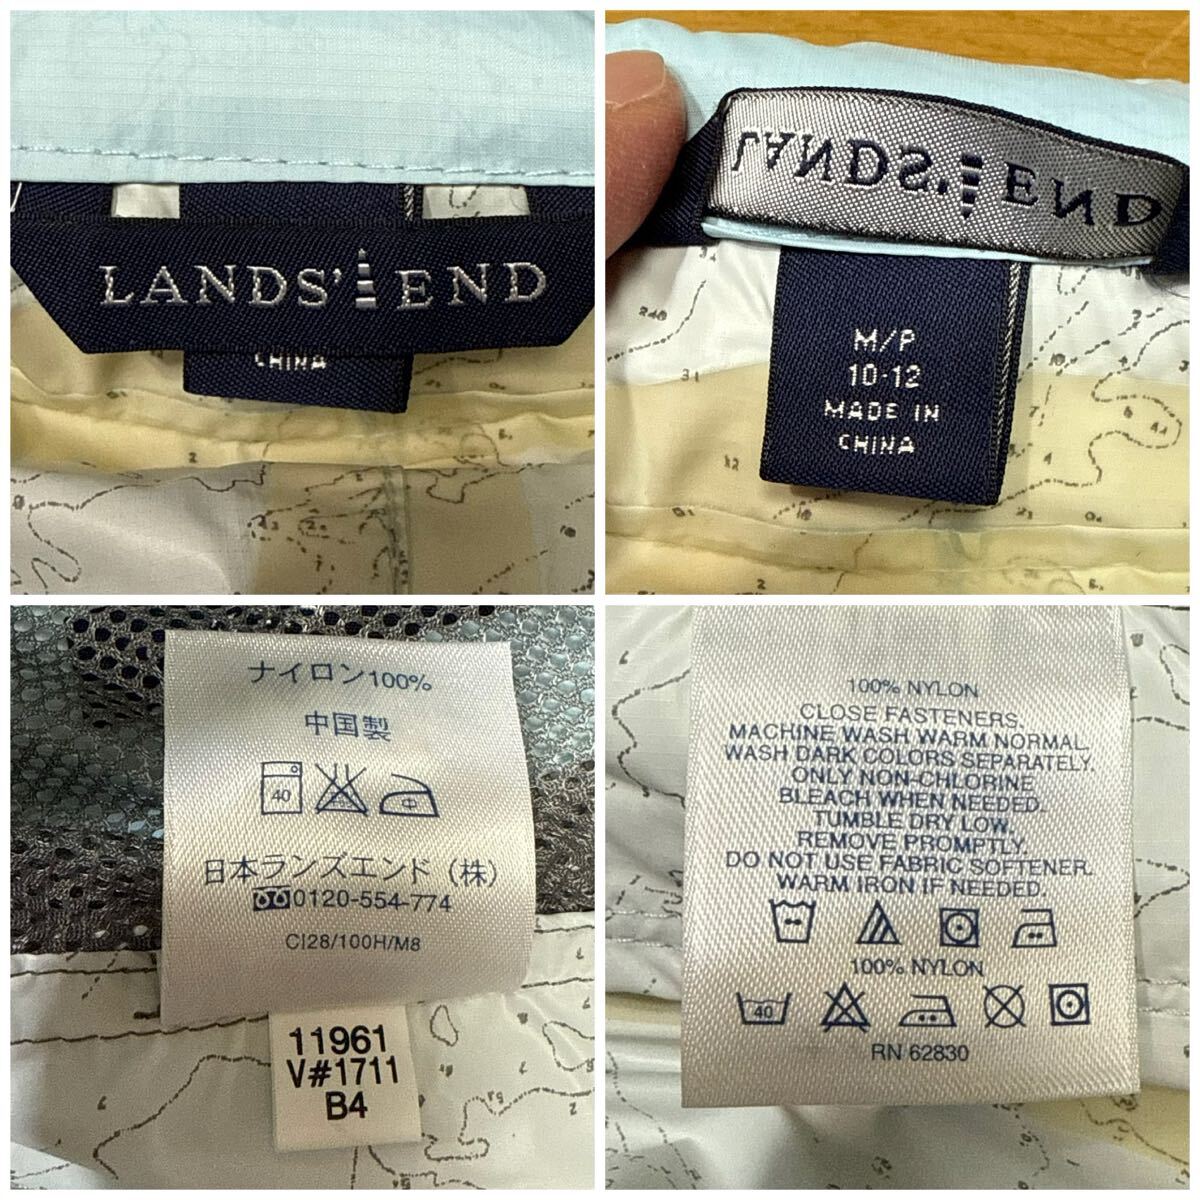 LANDS' END
CHINA
LANDS' END
M/P
10-12
MADE IN
CHINA
ナイロン100%
中国製
40
中
日本ランズエンド(株)
0120-554-774
CI28/100H/M8
11961
V#1711
B4
100% NYLON
CLOSE FASTENERS.
MACHINE WASH WARM NORMAL.
WASH DARK COLORS SEPARATELY.
ONLY NON-CHLORINE
BLEACH WHEN NEEDED.
TUMBLE DRY LOW.
REMOVE PROMPTLY.
DO NOT USE FABRIC SOFTENER.
WARM IRON IF NEEDED.
100% NYLON
40
RN 62830